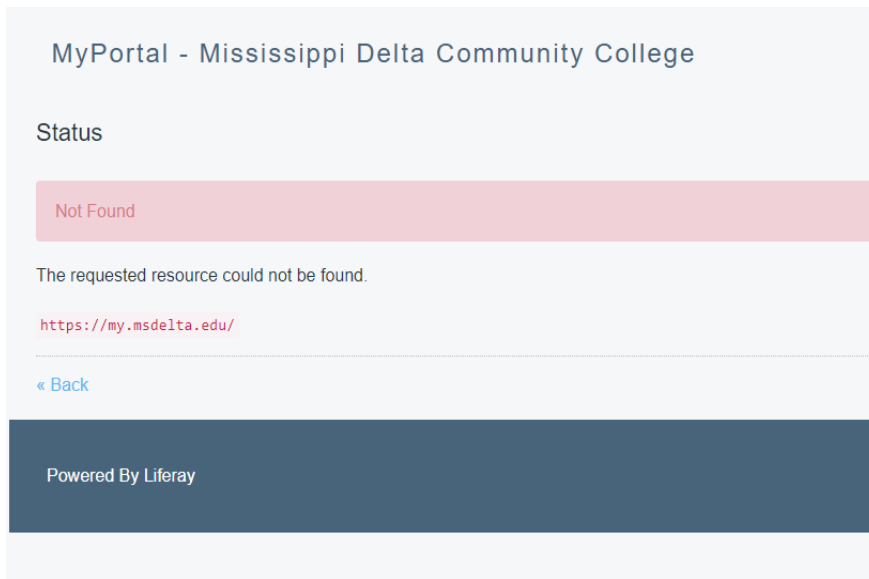 MyPortal - Mississippi Delta Community College
Status
Not Found
The requested resource could not be found.
https://my.msdelta.edu/
« Back
Powered By Liferay